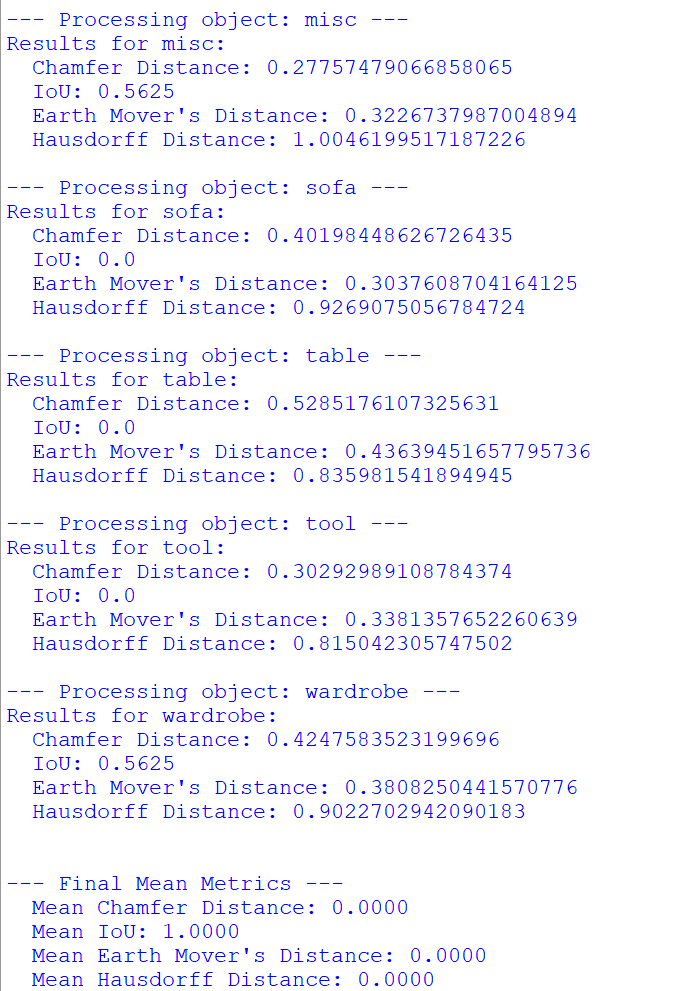 --- Processing object: misc ---
Results for misc:
Chamfer Distance: 0.27757479066858065
IoU: 0.5625
Earth Mover's Distance: 0.3226737987004894
Hausdorff Distance: 1.0046199517187226
--- Processing object: sofa ---
Results for sofa:
Chamfer Distance: 0.40198448626726435
IoU: 0.0
Earth Mover's Distance: 0.3037608704164125
Hausdorff Distance: 0.9269075056784724
--- Processing object: table ---
Results for table:
Chamfer Distance: 0.5285176107325631
IoU: 0.0
Earth Mover's Distance: 0.43639451657795736
Hausdorff Distance: 0.835981541894945
--- Processing object: tool ---
Results for tool:
Chamfer Distance: 0.30292989108784374
IoU: 0.0
Earth Mover's Distance: 0.3381357652260639
Hausdorff Distance: 0.815042305747502
--- Processing object: wardrobe ---
Results for wardrobe:
Chamfer Distance: 0.4247583523199696
IoU: 0.5625
Earth Mover's Distance: 0.3808250441570776
Hausdorff Distance: 0.9022702942090183
--- Final Mean Metrics ---
Mean Chamfer Distance: 0.0000
Mean IoU: 1.0000
Mean Earth Mover's Distance: 0.0000
Mean Hausdorff Distance: 0.0000